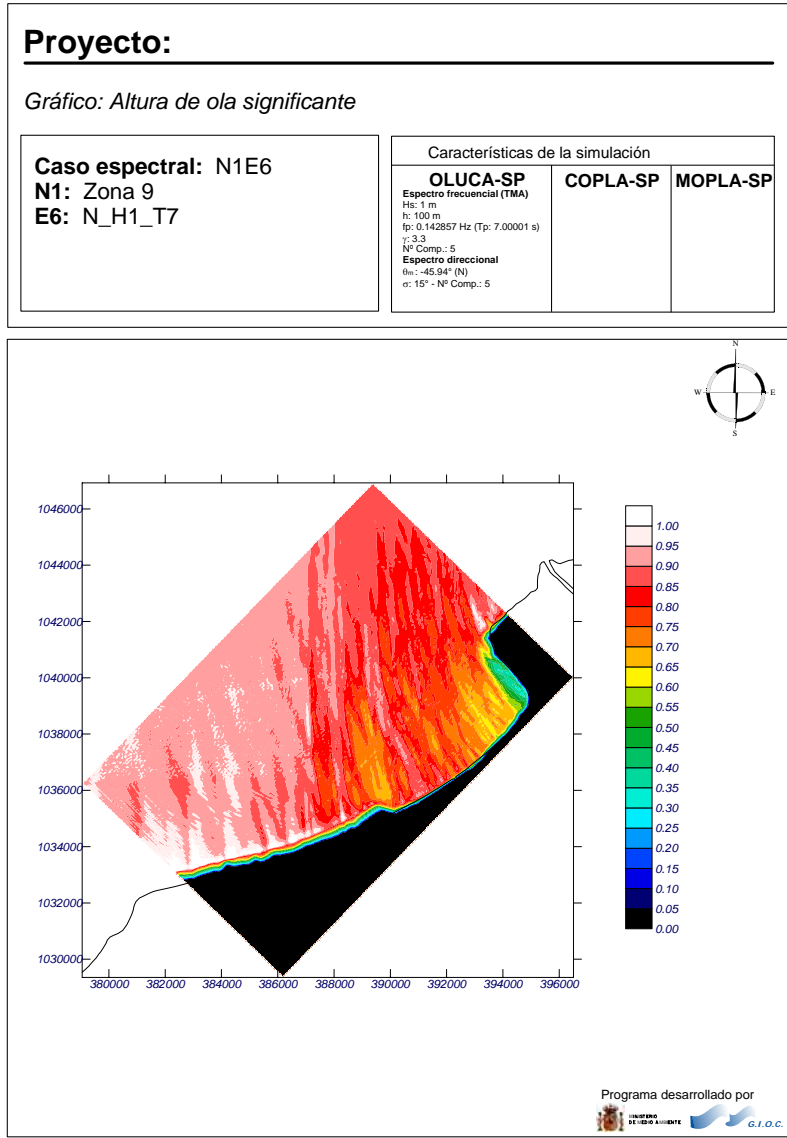 Proyecto:
Gráfico: Altura de ola significante
Caso espectral: N1E6
N1: Zona 9
E6: N_H1_T7
Características de la simulación
OLUCA-SP
Espectro frecuencial (TMA)
Hs: 1 m
h: 100 m
fp: 0.142857 Hz (Tp: 7.00001 s)
γ: 3.3
Nº Comp.: 5
Espectro direccional
θm: -45.94° (N)
σ: 15° - Nº Comp.: 5
COPLA-SP
MOPLA-SP
N
W
E
S
1046000
1044000
1042000
1040000
1038000
1036000
1034000
1032000
1030000
380000 382000 384000 386000 388000 390000 392000 394000 396000
1.00
0.95
0.90
0.85
0.80
0.75
0.70
0.65
0.60
0.55
0.50
0.45
0.40
0.35
0.30
0.25
0.20
0.15
0.10
0.05
0.00
Programa desarrollado por
MINISTERIO
DE MEDIO AMBIENTE
G.I.O.C.